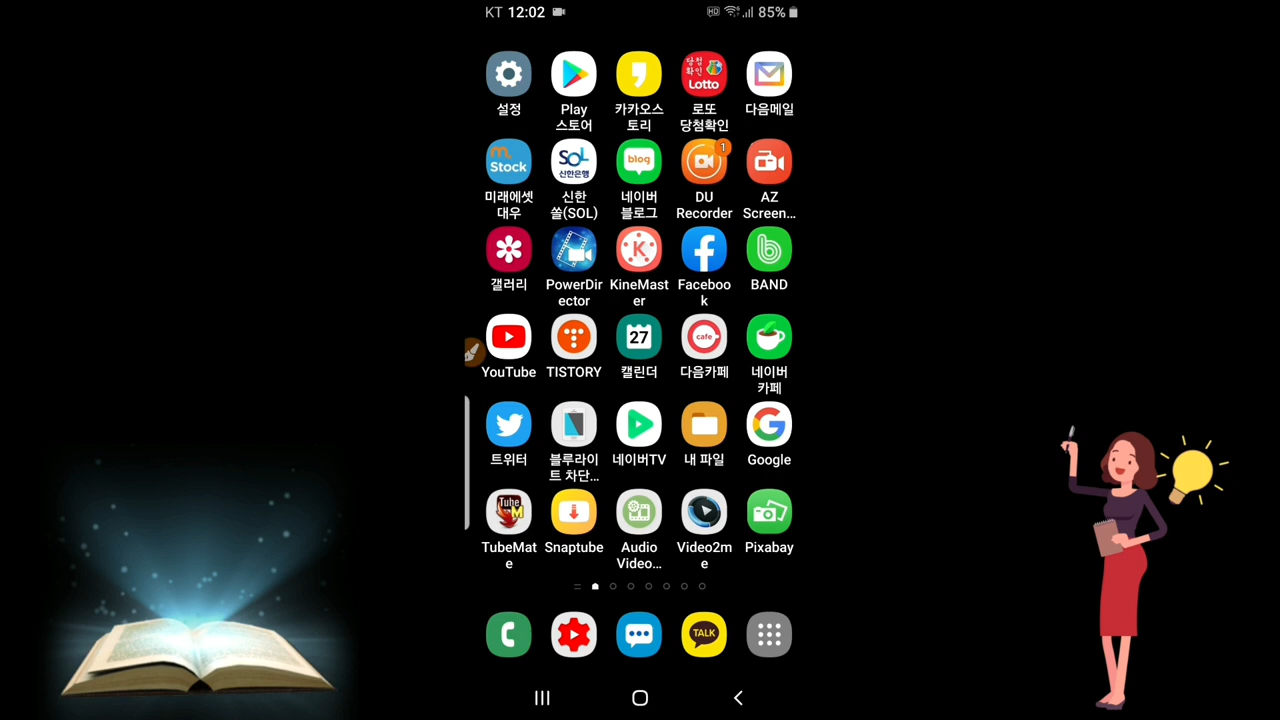 KT 12:02 HD 85%
당첨
확인
Lotto
설정 Play 카카오스 로또 다음메일
스토어 토리 당첨확인
m.
Stock SOL 신한은행 blog 1
미래에셋 신한 네이버 DU AZ
대우 쏠(SOL) 블로그 Recorder Screen...
K f b
갤러리 PowerDir KineMast Faceboo BAND
ector er k
27 cafe
YouTube TISTORY 캘린더 다음카페 네이버
카페
G
트위터 블루라이 네이버TV 내 파일 Google
트 차단...
Tube
M
TubeMat Snaptube Audio Video2m Pixabay
e Video... e
TALK